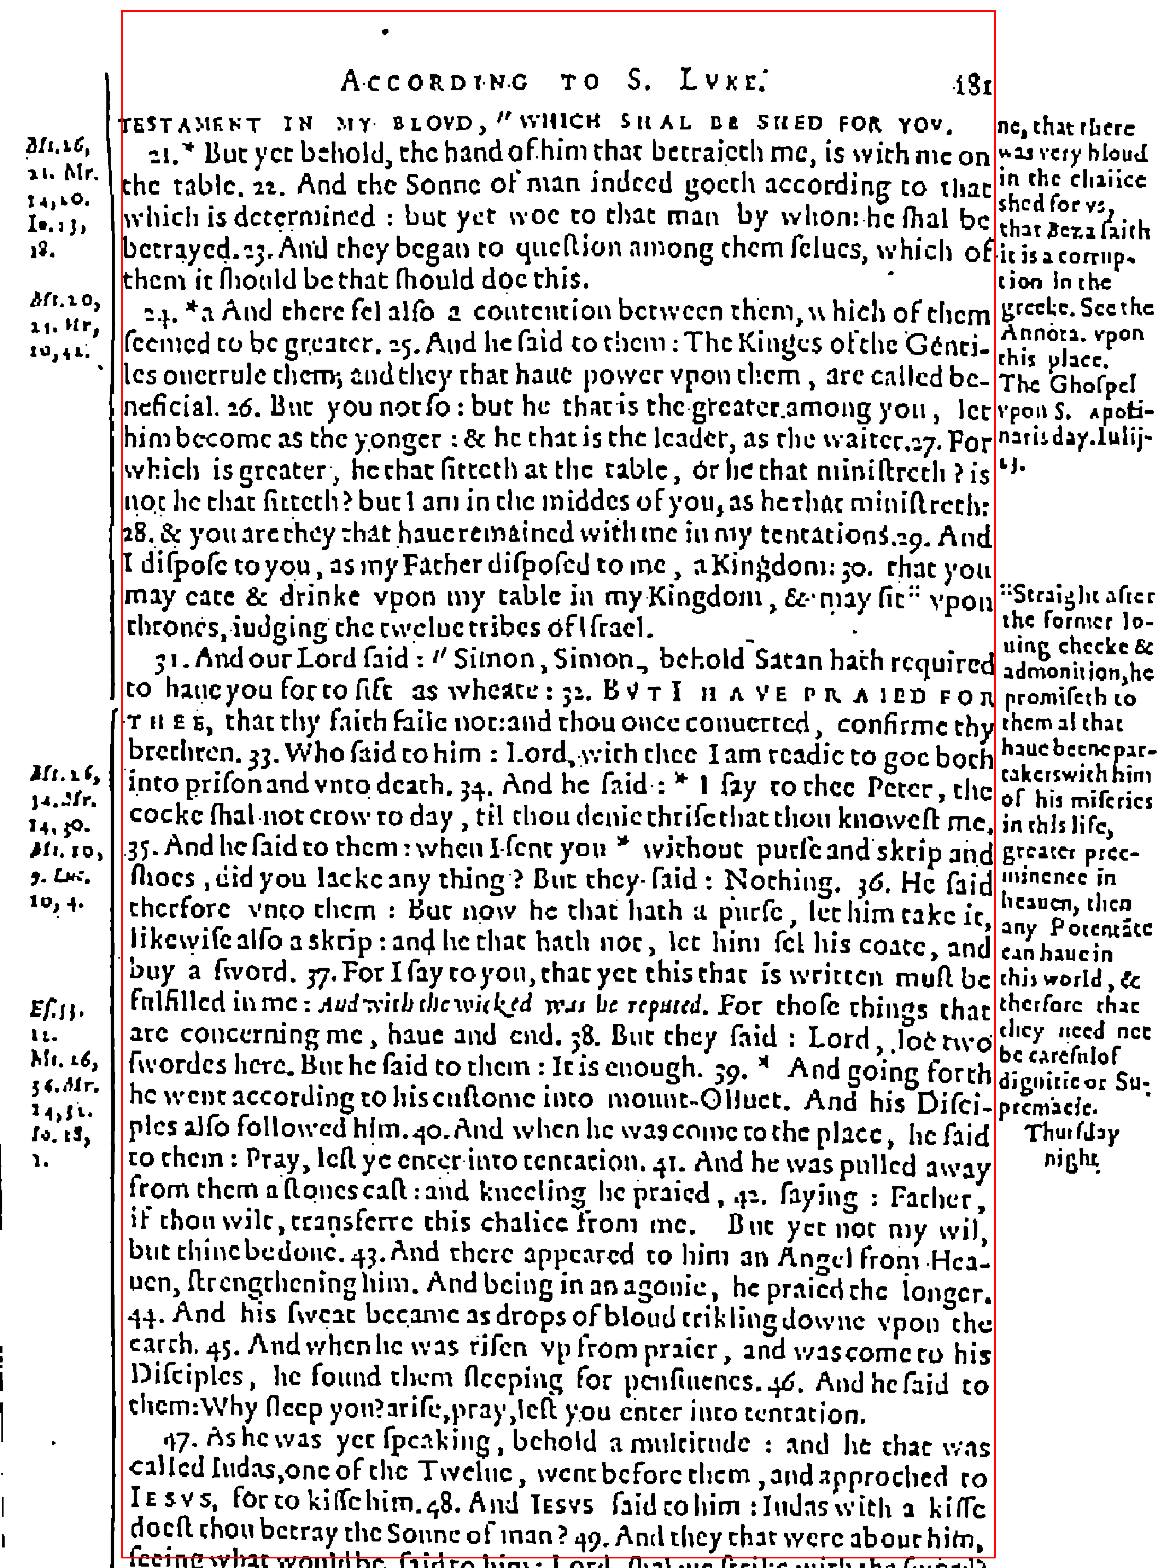 ACCORDING TO S. LVKE. 181
TESTAMENT IN MY BLOVD, " WHICH SHAL BE SHED FOR YOV.
21.* But yet behold, the hand of him that betraieth me, is with me on
the table. 22. And the Sonne of man indeed goeth according to that
which is determined : but yet woe to that man by whom he ſhal be
betrayed. 23. And they began to queſtion among them ſelues, which of
them it ſhould be that ſhould doe this.
24. *a And there fel alſo a contention between them, which of them
ſeemed to be greater. 25. And he ſaid to them : The Kinges of the Genti-
les ouerrule them; and they that haue power vpon them, are called be-
neficial. 26. But you not ſo : but he that is the greater among you, let
him become as the yonger : & he that is the leader, as the waiter. 27. For
which is greater, he that ſitteth at the table, or he that miniſtreth ? is
not he that ſitteth ? but I am in the middes of you, as he that miniſtreth:
28. & you are they that haue remained with me in my tentations. 29. And
I diſpoſe to you, as my Father diſpoſed to me, a Kingdom: 30. that you
may eate & drinke vpon my table in my Kingdom, & may ſit :: vpon
thrones, iudging the twelue tribes of Iſrael.
31. And our Lord ſaid : " Simon, Simon, behold Satan hath required
to haue you for to ſift as wheate : 32. BVT I HAVE PRAIED FOR
THEE, that thy faith faile not: and thou once conuerted, confirme thy
brethren. 33. Who ſaid to him : Lord, with thee I am readie to goe both
into priſon and vnto death. 34. And he ſaid : * I ſay to thee Peter, the
cocke ſhal not crow to day, til thou denie thriſe that thou knoweſt me.
35. And he ſaid to them : when I ſent you * without purſe and skrip and
ſhoes, did you lacke any thing ? But they ſaid : Nothing. 36. He ſaid
therfore vnto them : But now he that hath a purſe, let him take it,
likewiſe alſo a skrip : and he that hath not, let him ſel his coate, and
buy a ſword. 37. For I ſay to you, that yet this that is written muſt be
fulfilled in me : And with the wicked was he reputed. For thoſe things that
are concerning me, haue and end. 38. But they ſaid : Lord, loe two
ſwordes here. But he ſaid to them : It is enough. 39. * And going forth
he went according to his cuſtome into mount-Oliuet. And his Diſci-
ples alſo followed him. 40. And when he was come to the place, he ſaid
to them : Pray, leſt ye enter into tentation. 41. And he was pulled away
from them a ſtones caſt : and kneeling he praied, 42. ſaying : Father,
if thou wilt, transferre this chalice from me. But yet not my wil,
but thine be done. 43. And there appeared to him an Angel from Hea-
uen, ſtrengthening him. And being in an agonie, he praied the longer.
44. And his ſweat became as drops of bloud trikling downe vpon the
earth. 45. And when he was riſen vp from praier, and was come to his
Diſciples, he found them ſleeping for penſiuenes. 46. And he ſaid to
them: Why ſleep you? ariſe, pray, leſt you enter into tentation.
47. As he was yet ſpeaking, behold a multitude : and he that was
called Iudas, one of the Twelue, went before them, and approched to
IESVS, for to kiſſe him. 48. And IESVS ſaid to him : Iudas with a kiſſe
doeſt thou betray the Sonne of man ? 49. And they that were about him,
ſeeing what would be, ſaid to him : Lord, ſhal we ſtrike with the ſword?
Mt. 26,
21. Mr.
14, 20.
Io. 13,
18.
Mt. 20,
25. Mr.
10, 42.
Mt. 26,
34. Mr.
14, 30.
Mt. 10,
9. Luc.
10, 4.
Eſ. 53,
12.
Mt. 26,
36. Mr.
14, 32.
Io. 18,
1.
ne, that there
was very bloud
in the chalice
shed for vs,
that Beza ſaith
it is a corrup-
tion in the
greeke. See the
Annota. vpon
this place.
The Ghoſpel
vpon S. Apolli-
naris day. Iulij.
23.
:: Straight after
the former lo-
uing checke &
admonition, he
promiſeth to
them al that
haue beene par-
takers with him
of his miſeries
in this life,
greater pree-
minence in
heauen, then
any Potentate
can haue in
this world, &
therfore that
they need not
be careful of
dignitie or Su-
premacie.
Thurſday
night.